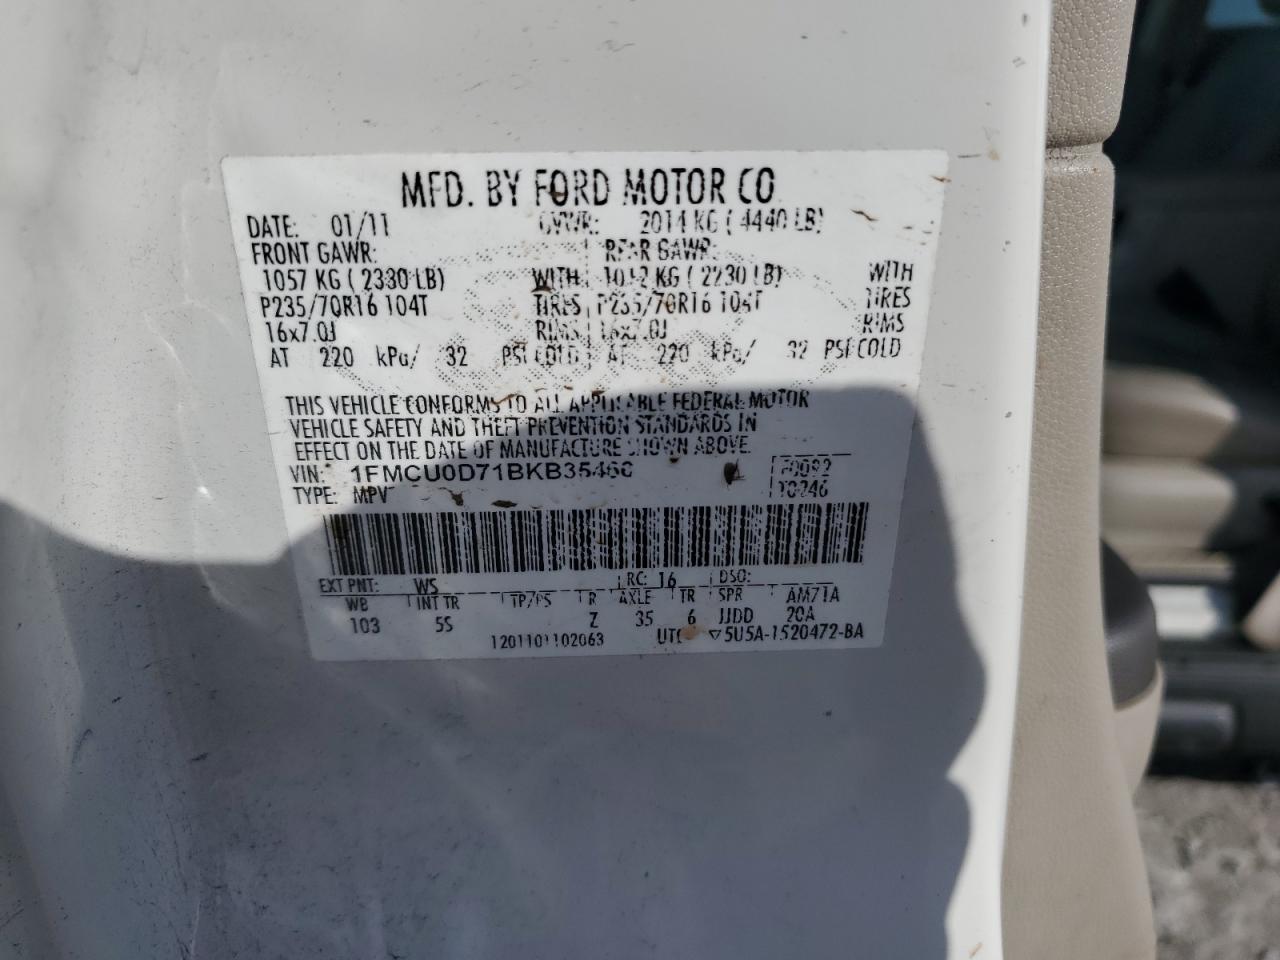 MFD. BY FORD MOTOR CO
DATE: 01/11 GVWR: 2014 KG ( 4440 LB)
FRONT GAWR: REAR GAWR:
1057 KG ( 2330 LB) WITH 1012 KG ( 2230 LB) WITH
P235/70R16 104T TIRES P235/70R16 104T TIRES
16x7.0J RIMS 16x7.0J RIMS
AT 220 kPa/ 32 PSI COLD AT 220 kPa/ 32 PSI COLD
THIS VEHICLE CONFORMS TO ALL APPLICABLE FEDERAL MOTOR
VEHICLE SAFETY AND THEFT PREVENTION STANDARDS IN
EFFECT ON THE DATE OF MANUFACTURE SHOWN ABOVE.
VIN:
TYPE: MPV
EXT PNT: WS RC: 16 DSO:
WB INT TR TP/PS R AXLE TR SPR AM71A
103 5S Z 35 6 JJDD 20A
1201101102063 ▽5U5A-1520472-BA